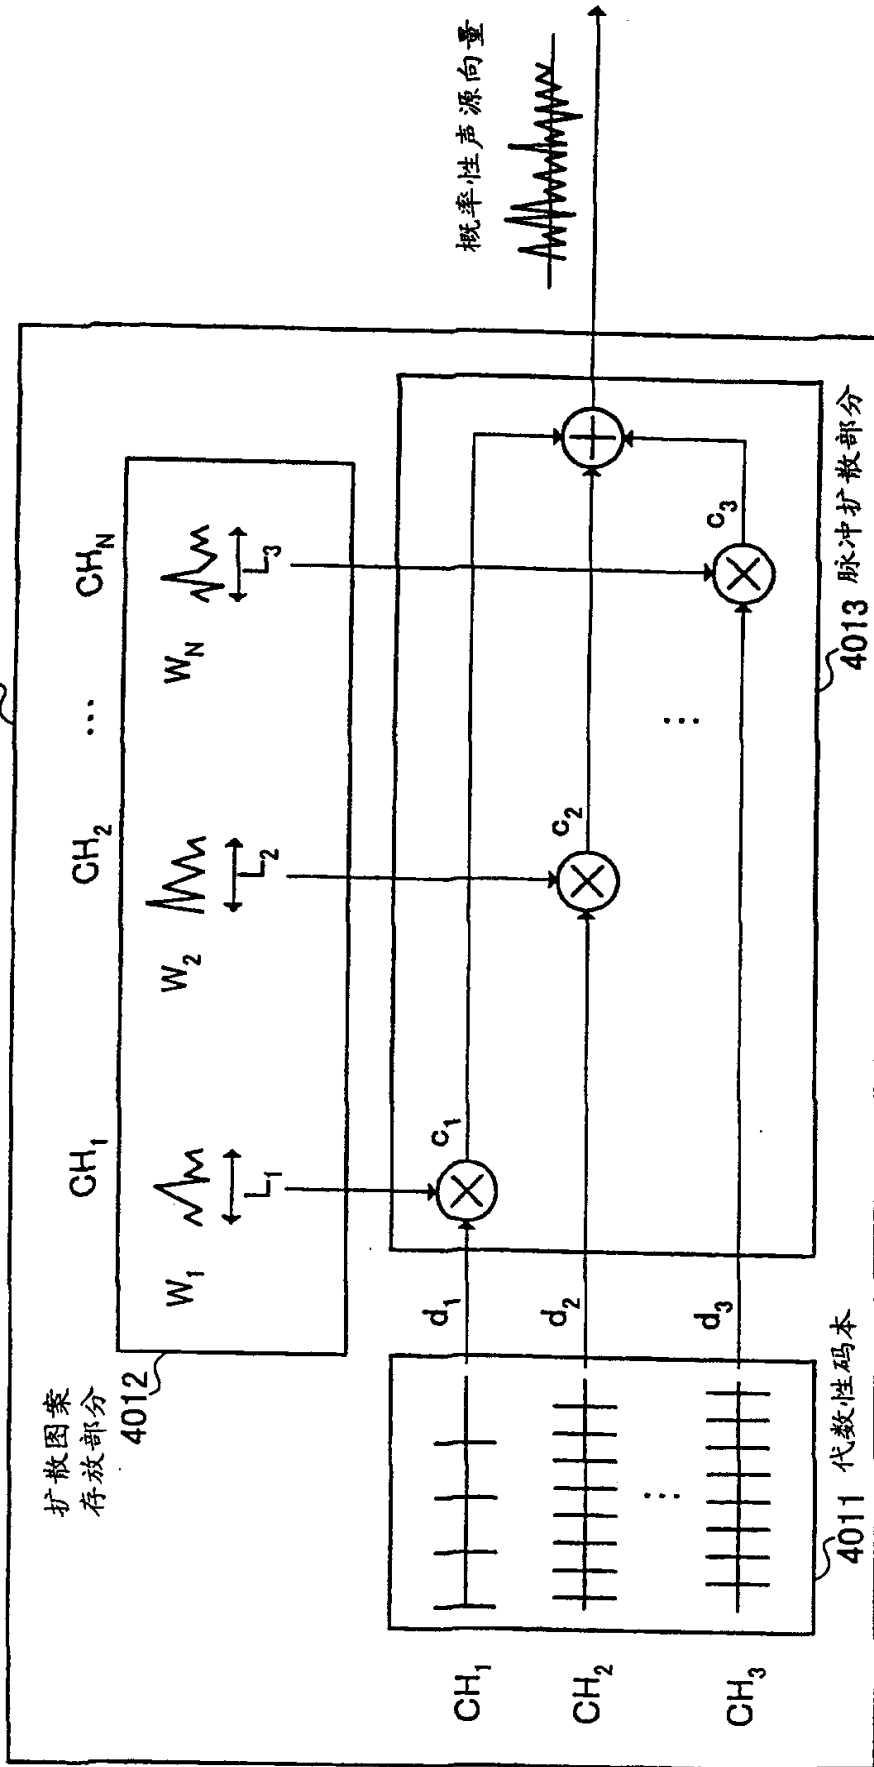 扩散图案
存放部分
4012
CH₁
CH₂
...
CH_N
W₁
L₁
W₂
L₂
W_N
L₃
概率性声源向量
CH₁
d₁
c₁
CH₂
d₂
c₂
⋮
⋮
CH₃
d₃
c₃
4011 代数性码本
4013 脉冲扩散部分